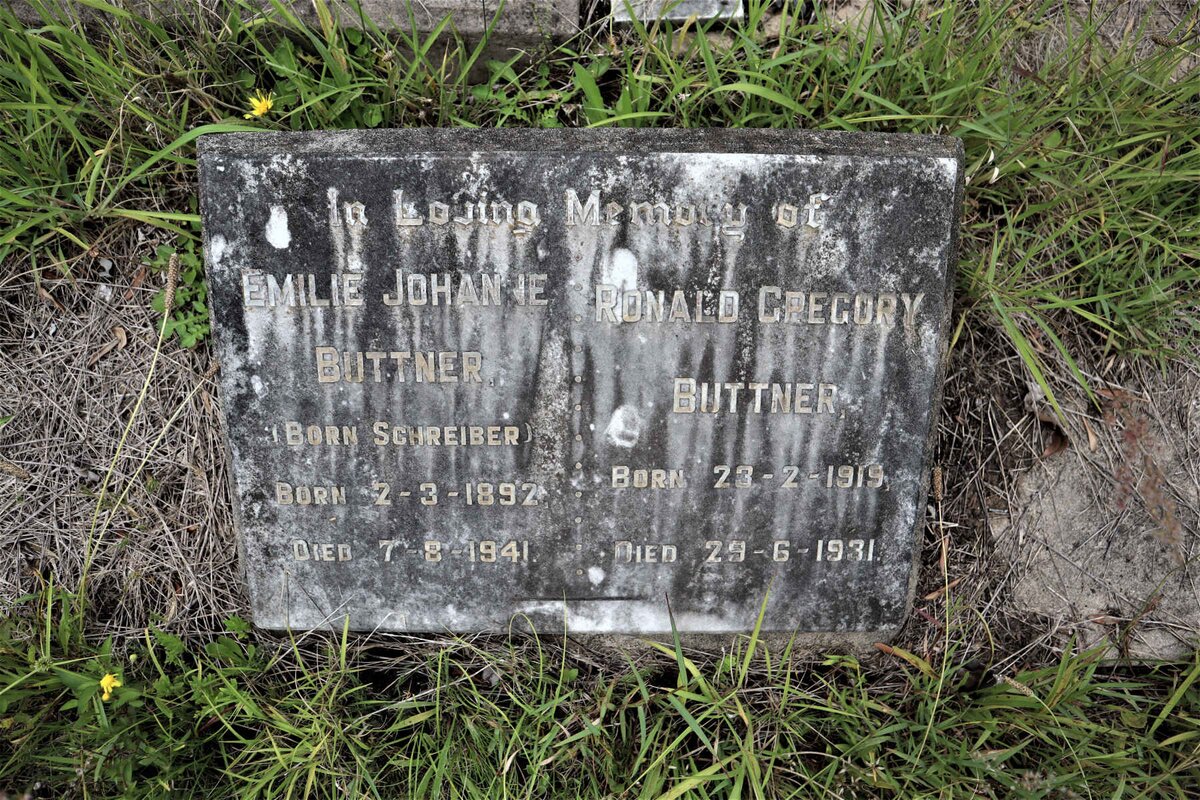 In Loving Memory of
EMILIE JOHANNE
BUTTNER,
(BORN SCHREIBER)
BORN 2-3-1892,
DIED 7-8-1941.
RONALD GREGORY
BUTTNER,
BORN 23-2-1919,
DIED 29-6-1931.